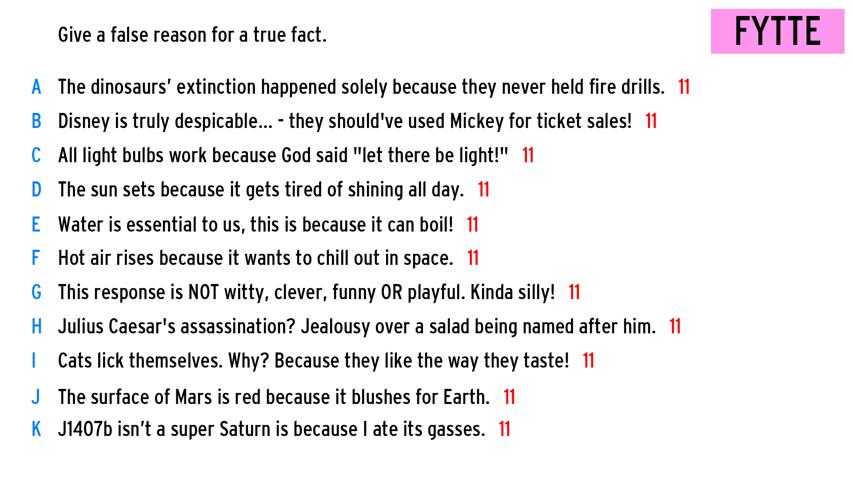 Give a false reason for a true fact.
FYTTE
A The dinosaurs’ extinction happened solely because they never held fire drills. 11
B Disney is truly despicable... - they should've used Mickey for ticket sales! 11
C All light bulbs work because God said "let there be light!" 11
D The sun sets because it gets tired of shining all day. 11
E Water is essential to us, this is because it can boil! 11
F Hot air rises because it wants to chill out in space. 11
G This response is NOT witty, clever, funny OR playful. Kinda silly! 11
H Julius Caesar's assassination? Jealousy over a salad being named after him. 11
I Cats lick themselves. Why? Because they like the way they taste! 11
J The surface of Mars is red because it blushes for Earth. 11
K J1407b isn’t a super Saturn is because I ate its gasses. 11